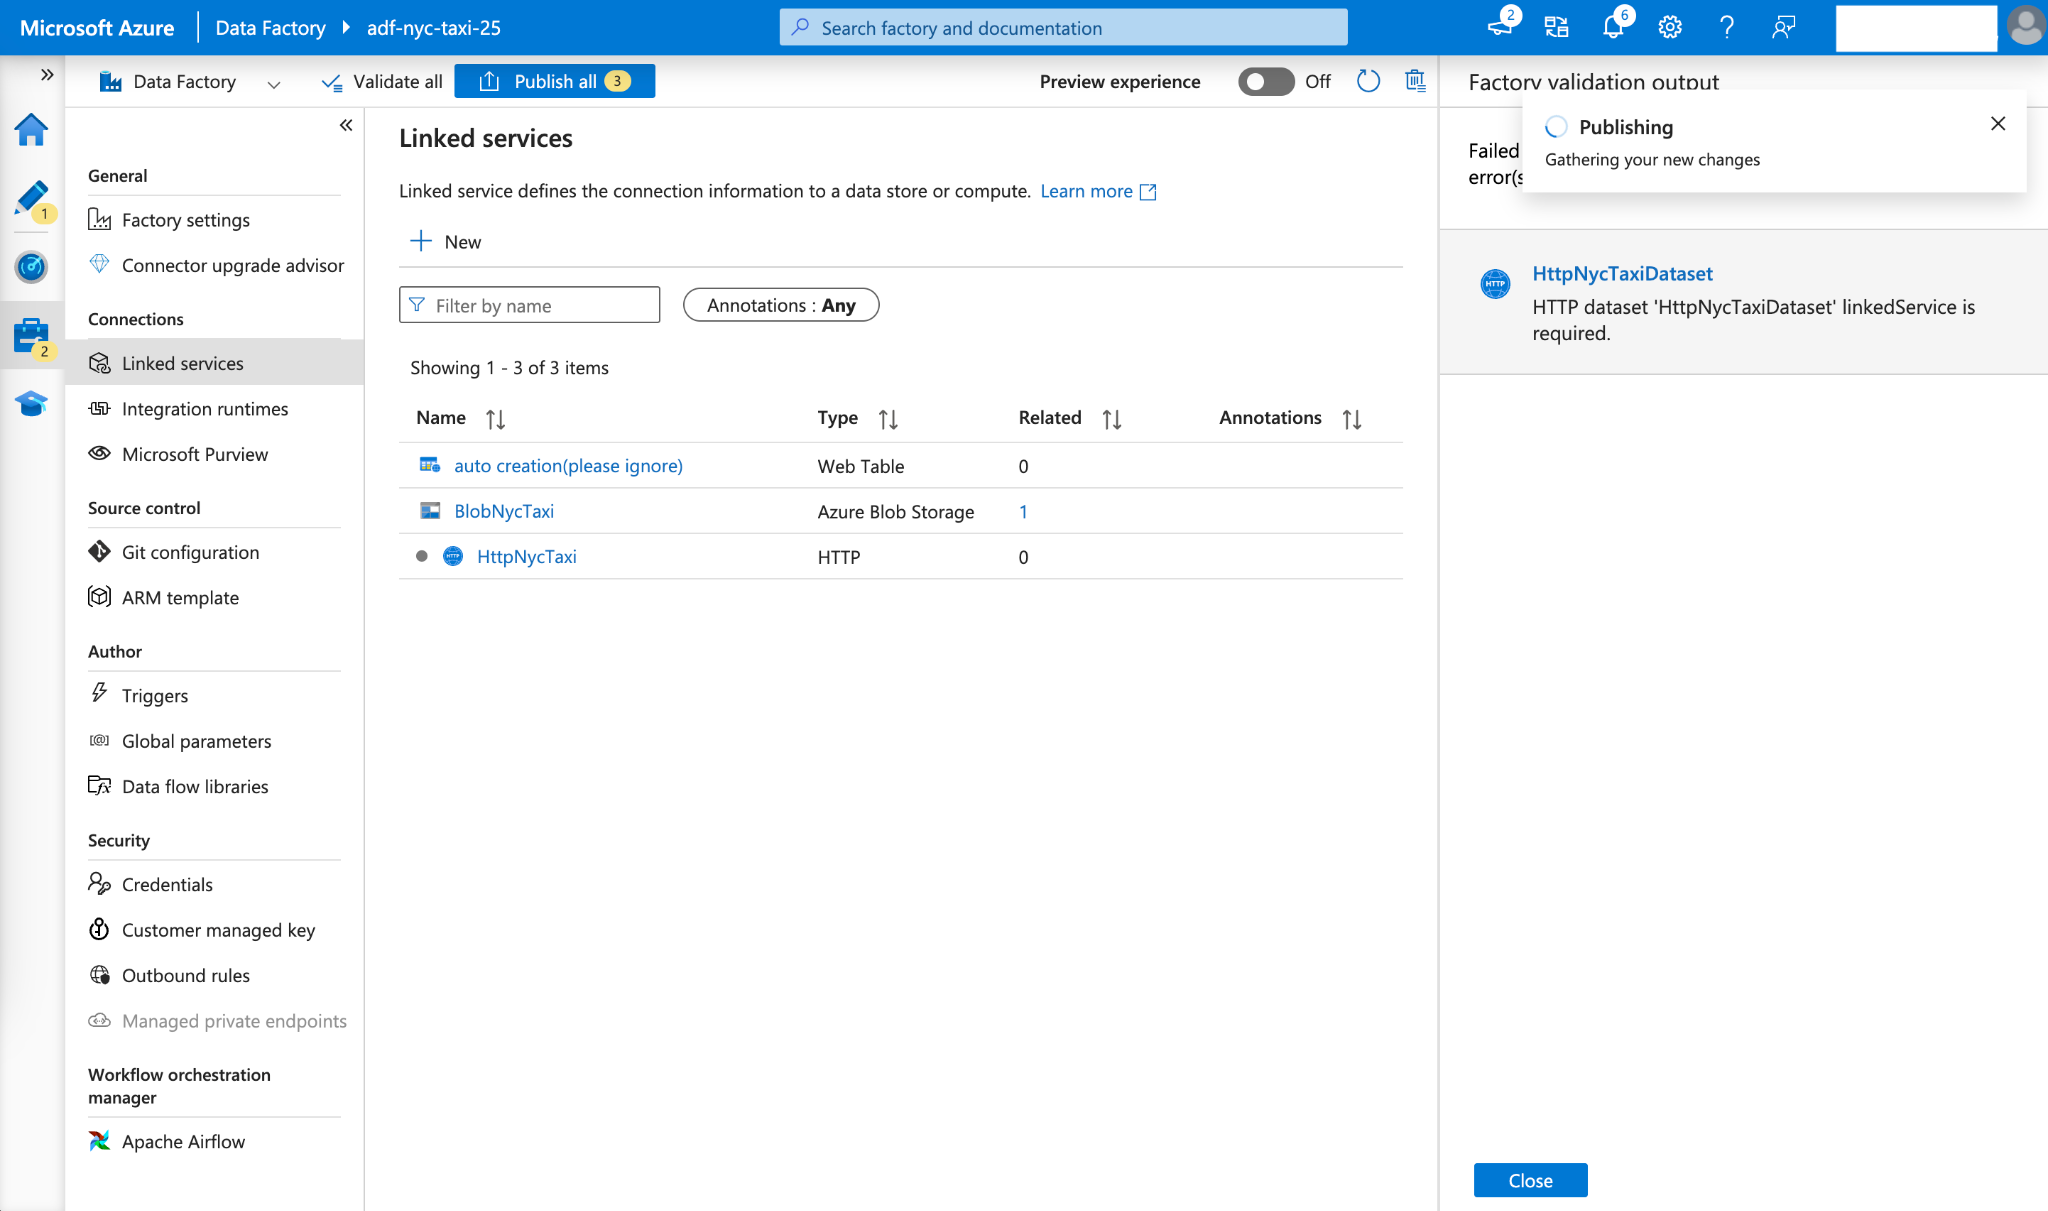 Microsoft Azure
Data Factory
adf-nyc-taxi-25
Search factory and documentation
2
6
Data Factory
Validate all
Publish all 3
Preview experience
Off
1
2
General
Factory settings
Connector upgrade advisor
Connections
Linked services
Integration runtimes
Microsoft Purview
Source control
Git configuration
ARM template
Author
Triggers
Global parameters
Data flow libraries
Security
Credentials
Customer managed key
Outbound rules
Managed private endpoints
Workflow orchestration
manager
Apache Airflow
Linked services
Linked service defines the connection information to a data store or compute. Learn more
New
Filter by name
Annotations : Any
Showing 1 - 3 of 3 items
Name Type Related Annotations
auto creation(please ignore) Web Table 0
BlobNycTaxi Azure Blob Storage 1
HTTP HttpNycTaxi HTTP 0
Factory validation output
Publishing
Gathering your new changes
Failed
error(s
HTTP
HttpNycTaxiDataset
HTTP dataset 'HttpNycTaxiDataset' linkedService is
required.
Close